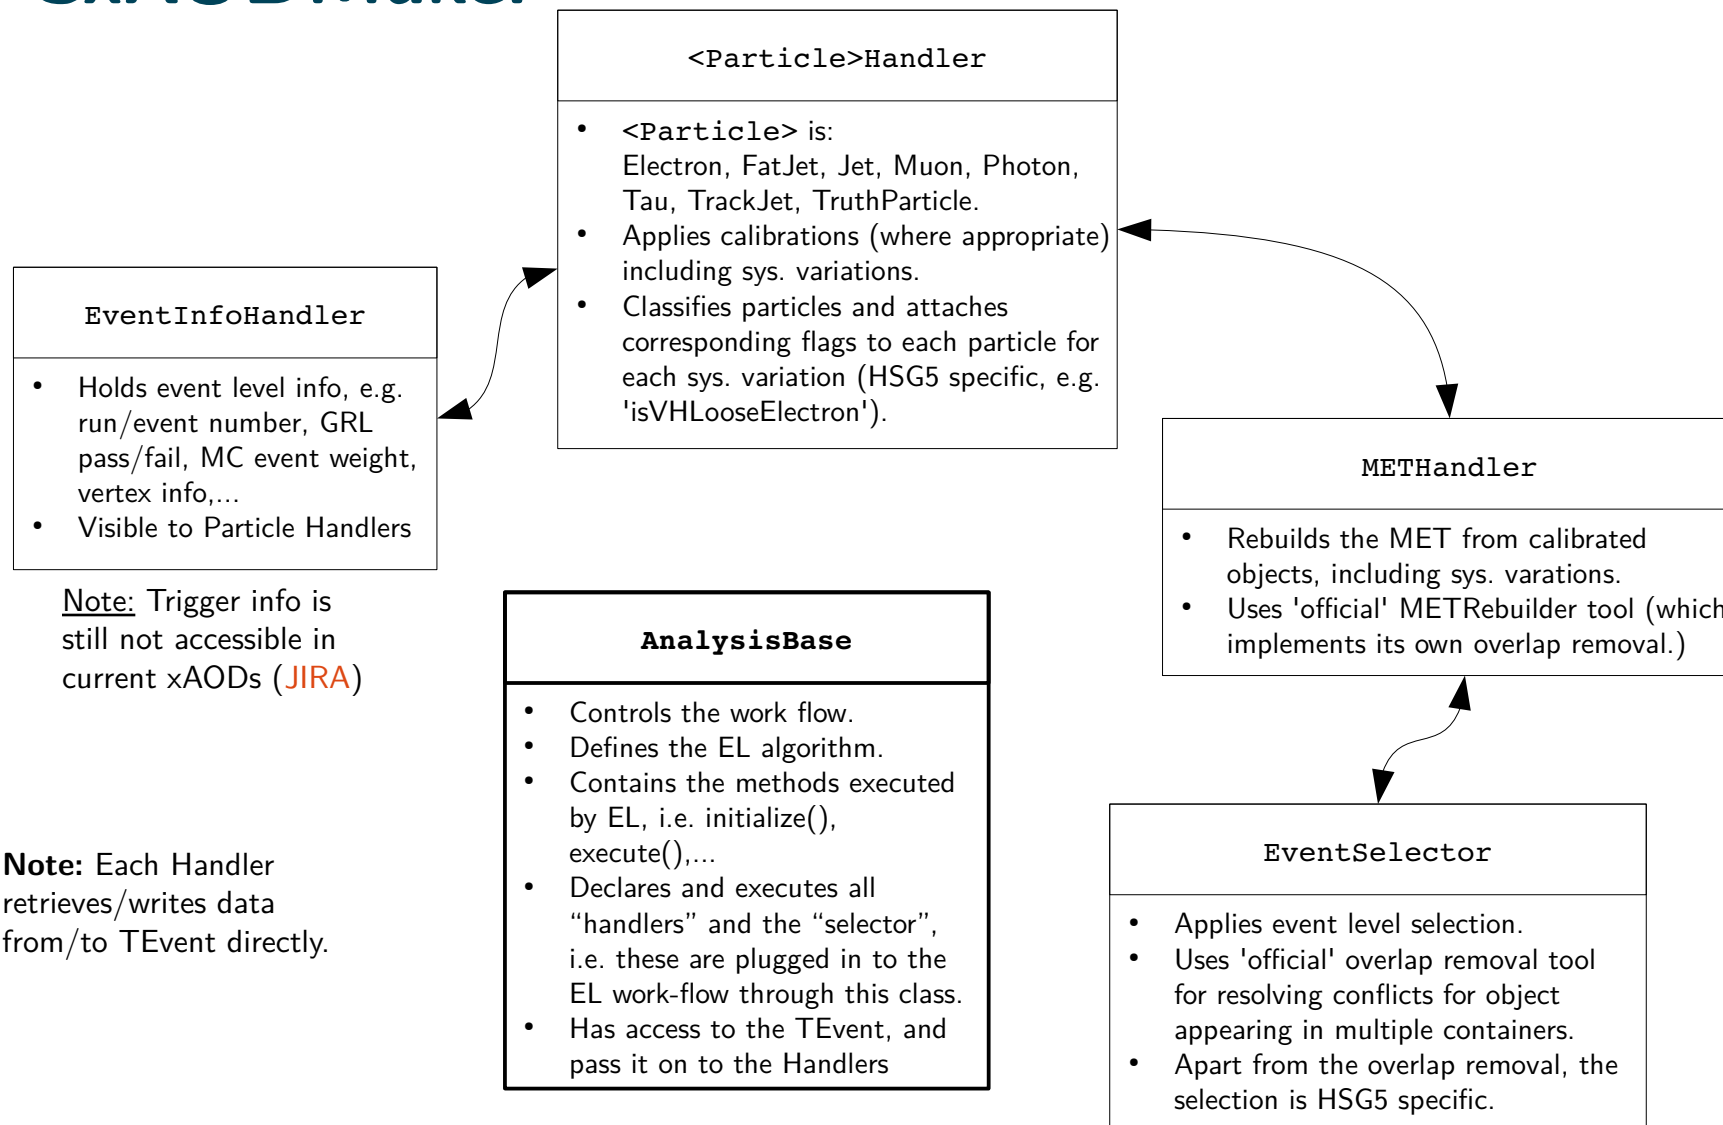 <Particle>Handler
• <Particle> is:
Electron, FatJet, Jet, Muon, Photon,
Tau, TrackJet, TruthParticle.
• Applies calibrations (where appropriate)
including sys. variations.
• Classifies particles and attaches
corresponding flags to each particle for
each sys. variation (HSG5 specific, e.g.
'isVHLooseElectron').
EventInfoHandler
• Holds event level info, e.g.
run/event number, GRL
pass/fail, MC event weight,
vertex info,...
• Visible to Particle Handlers
Note: Trigger info is
still not accessible in
current xAODs (JIRA)
Note: Each Handler
retrieves/writes data
from/to TEvent directly.
AnalysisBase
• Controls the work flow.
• Defines the EL algorithm.
• Contains the methods executed
by EL, i.e. initialize(),
execute(),...
• Declares and executes all
“handlers” and the “selector”,
i.e. these are plugged in to the
EL work-flow through this class.
• Has access to the TEvent, and
pass it on to the Handlers
METHandler
• Rebuilds the MET from calibrated
objects, including sys. varations.
• Uses 'official' METRebuilder tool (which
implements its own overlap removal.)
EventSelector
• Applies event level selection.
• Uses 'official' overlap removal tool
for resolving conflicts for object
appearing in multiple containers.
• Apart from the overlap removal, the
selection is HSG5 specific.